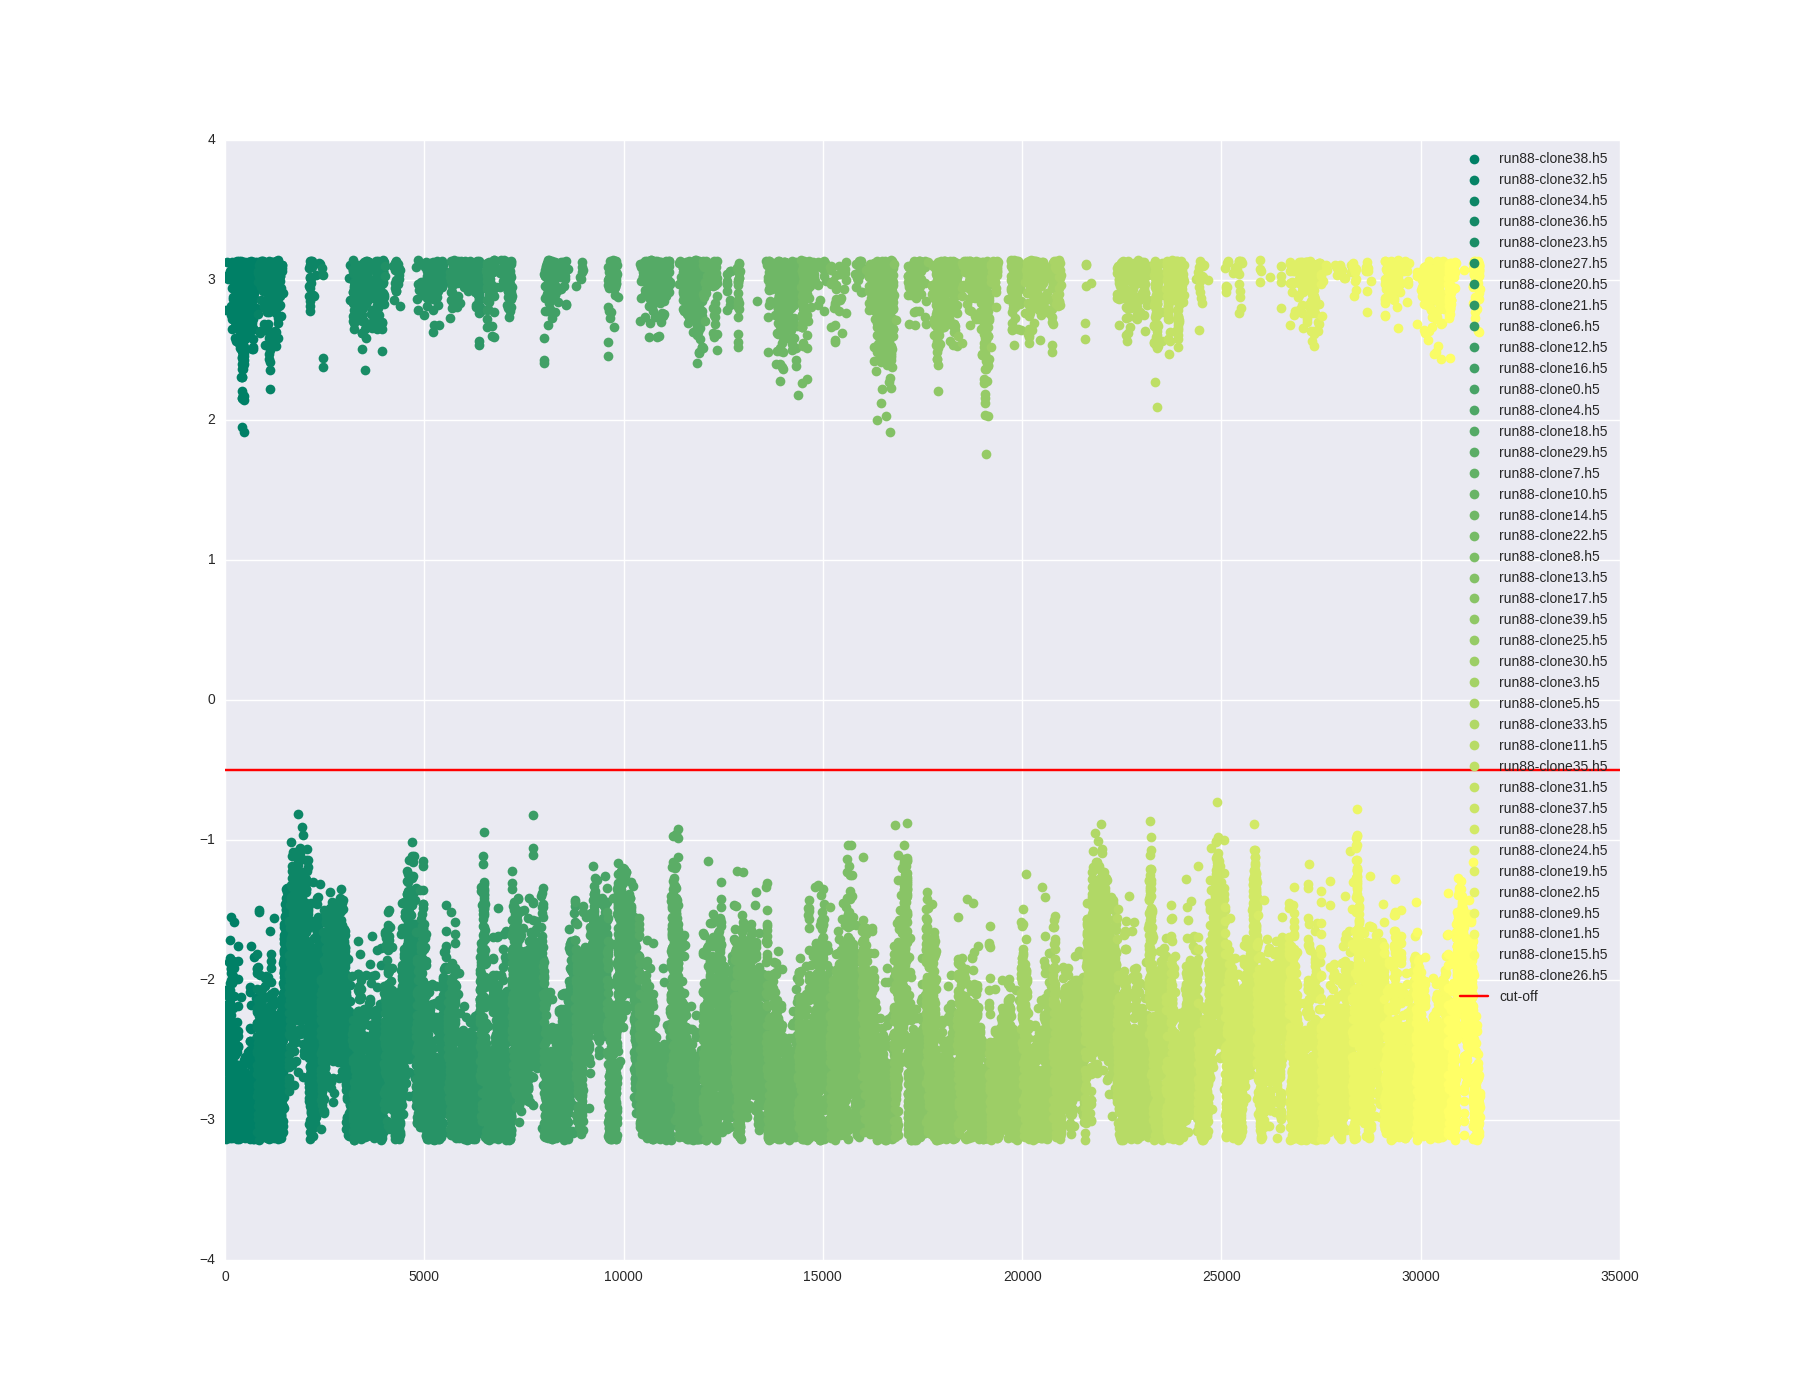 4
3
2
1
0
−1
−2
−3
−4
0 5000 10000 15000 20000 25000 30000 35000
run88-clone38.h5
run88-clone32.h5
run88-clone34.h5
run88-clone36.h5
run88-clone23.h5
run88-clone27.h5
run88-clone20.h5
run88-clone21.h5
run88-clone6.h5
run88-clone12.h5
run88-clone16.h5
run88-clone0.h5
run88-clone4.h5
run88-clone18.h5
run88-clone29.h5
run88-clone7.h5
run88-clone10.h5
run88-clone14.h5
run88-clone22.h5
run88-clone8.h5
run88-clone13.h5
run88-clone17.h5
run88-clone39.h5
run88-clone25.h5
run88-clone30.h5
run88-clone3.h5
run88-clone5.h5
run88-clone33.h5
run88-clone11.h5
run88-clone35.h5
run88-clone31.h5
run88-clone37.h5
run88-clone28.h5
run88-clone24.h5
run88-clone19.h5
run88-clone2.h5
run88-clone9.h5
run88-clone1.h5
run88-clone15.h5
run88-clone26.h5
cut-off